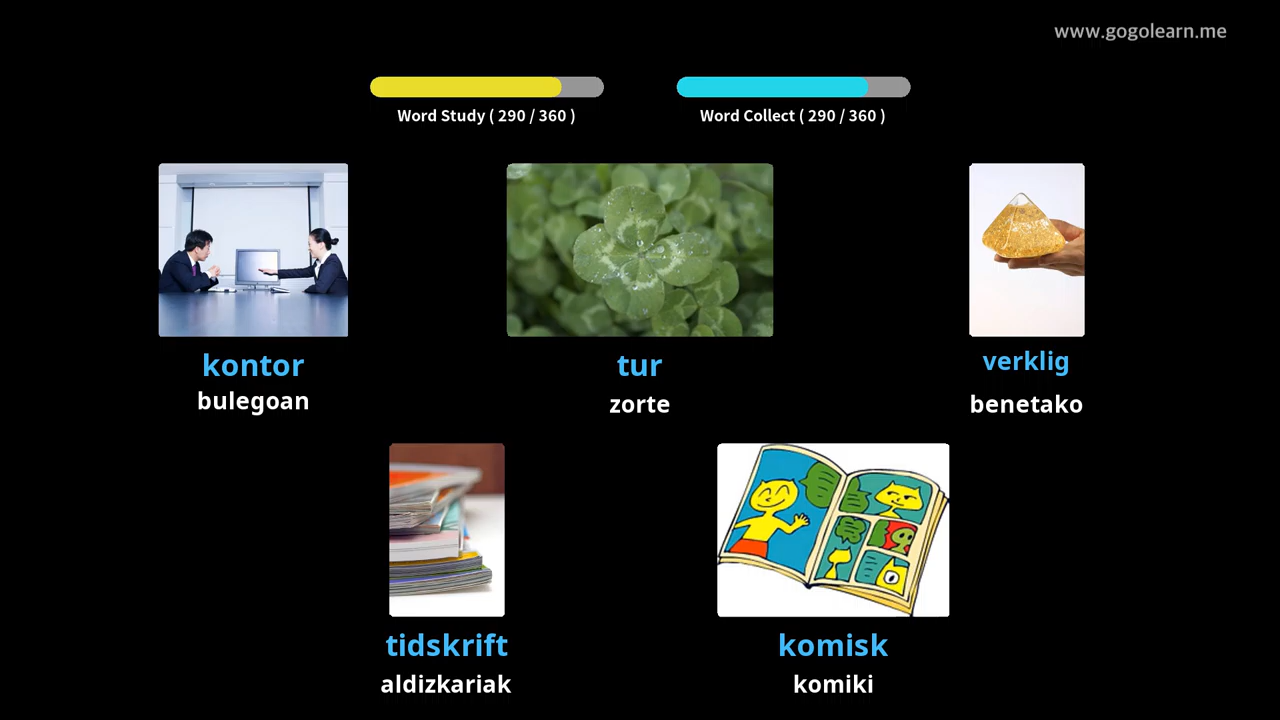 www.gogolearn.me
Word Study ( 290 / 360 )
Word Collect ( 290 / 360 )
kontor
bulegoan
tur
zorte
verklig
benetako
tidskrift
aldizkariak
komisk
komiki